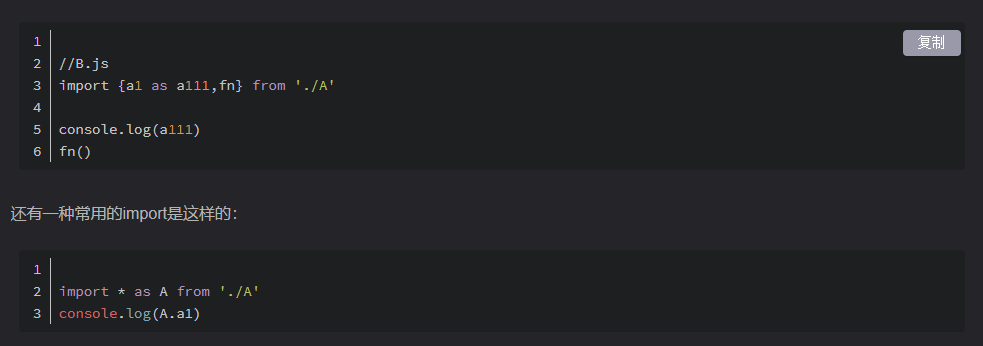 复制
1
2 //B.js
3 import {a1 as a111,fn} from './A'
4
5 console.log(a111)
6 fn()
还有一种常用的import是这样的：
1
2 import * as A from './A'
3 console.log(A.a1)